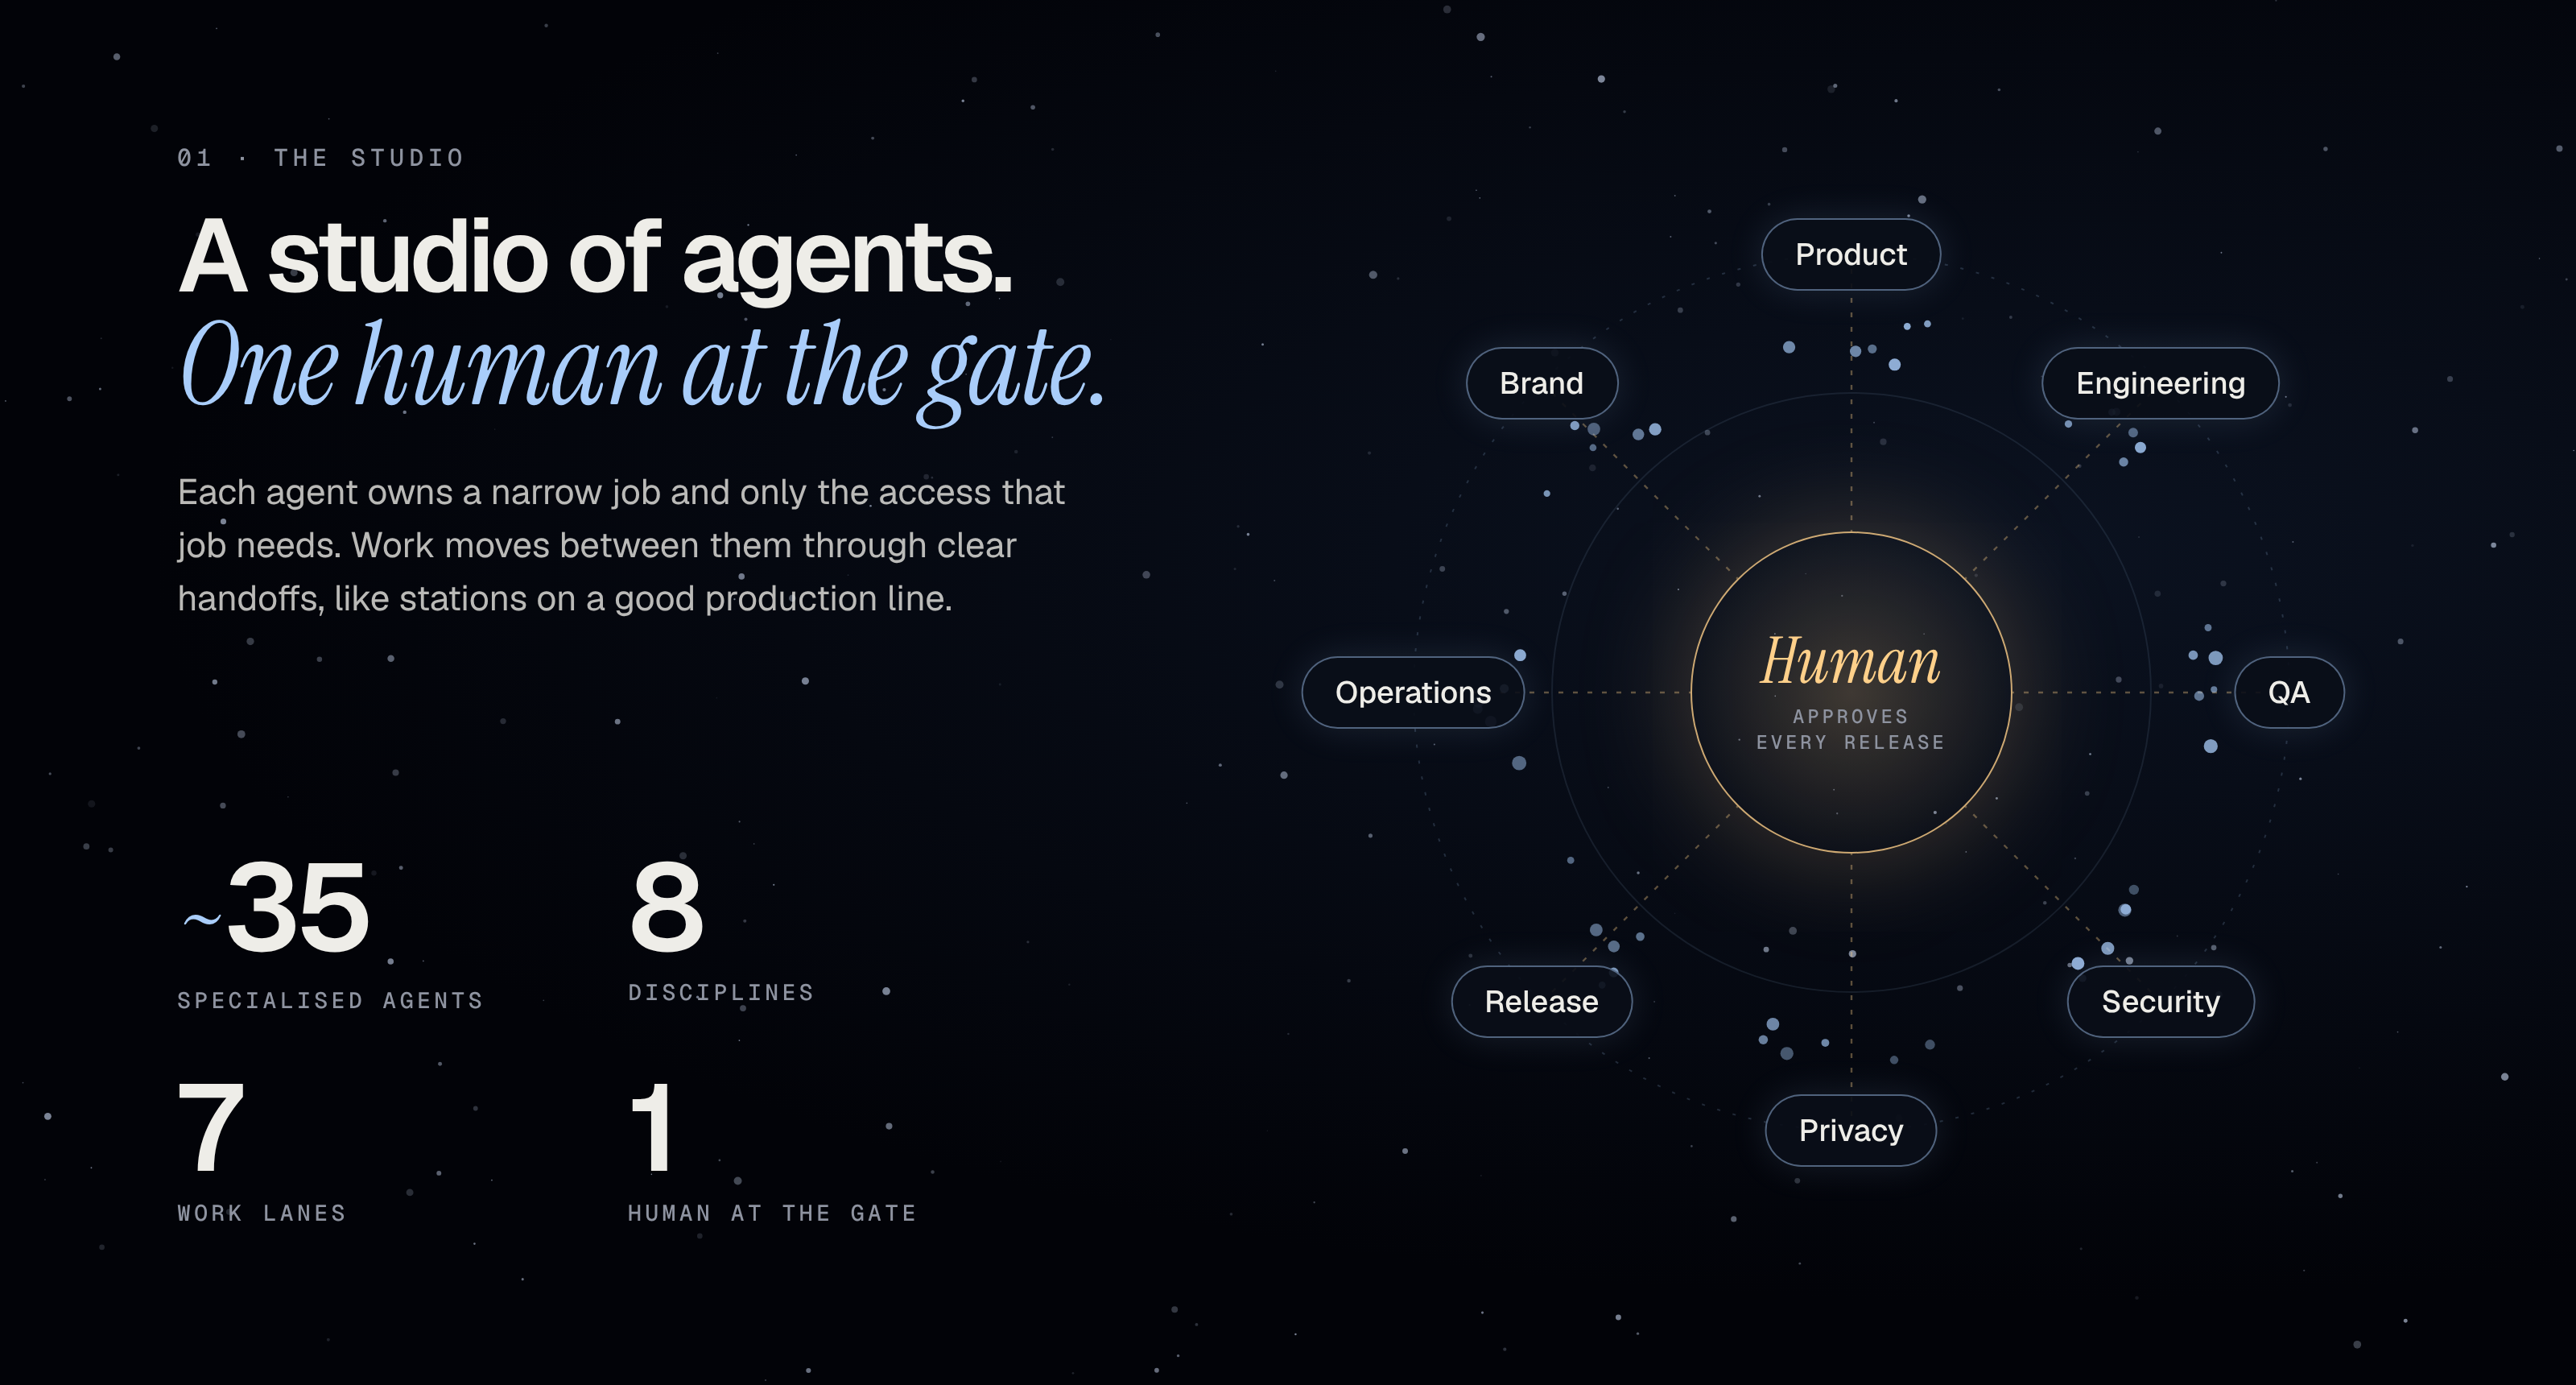 01 · THE STUDIO
A studio of agents.
One human at the gate.
Each agent owns a narrow job and only the access that
job needs. Work moves between them through clear
handoffs, like stations on a good production line.
~35
SPECIALISED AGENTS
8
DISCIPLINES
7
WORK LANES
1
HUMAN AT THE GATE
Product
Brand
Engineering
Operations
Human
APPROVES
EVERY RELEASE
QA
Release
Security
Privacy